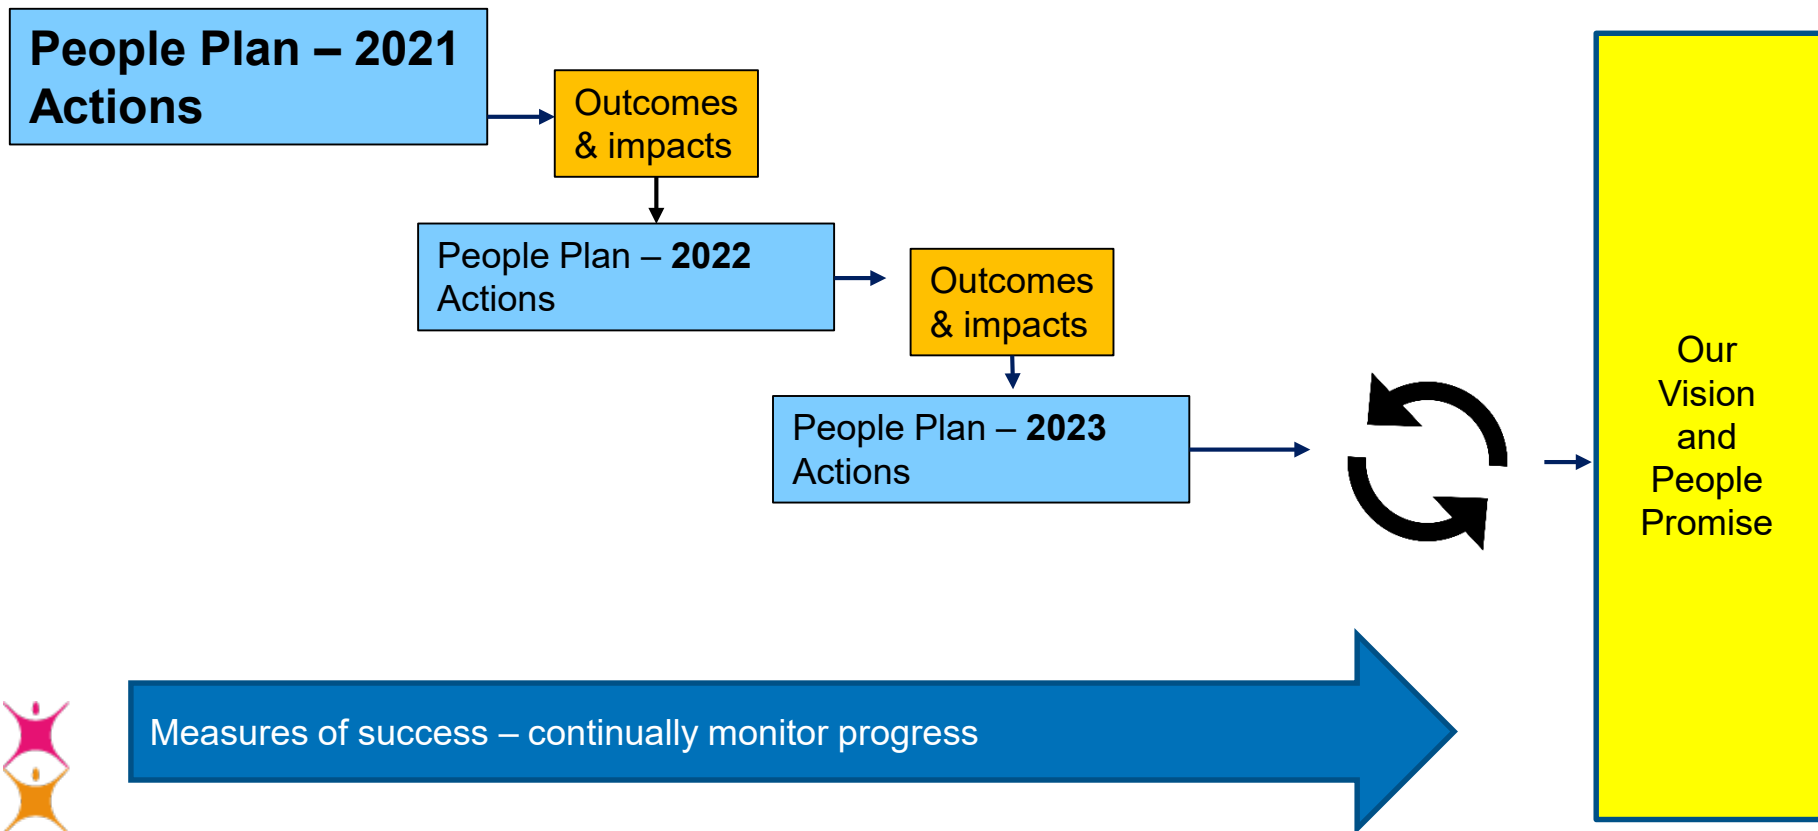 People Plan – 2021
Actions
Outcomes
& impacts
People Plan – 2022
Actions
Outcomes
& impacts
People Plan – 2023
Actions
Our
Vision
and
People
Promise
Measures of success – continually monitor progress